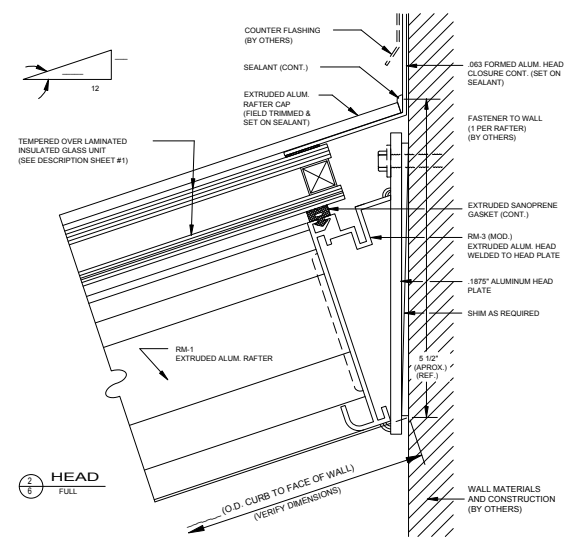 COUNTER FLASHING
(BY OTHERS)
SEALANT (CONT.)
EXTRUDED ALUM.
RAFTER CAP
(FIELD TRIMMED &
SET ON SEALANT)
12
TEMPERED OVER LAMINATED
INSULATED GLASS UNIT
(SEE DESCRIPTION SHEET #1)
.063 FORMED ALUM. HEAD
CLOSURE CONT. (SET ON
SEALANT)
FASTENER TO WALL
(1 PER RAFTER)
(BY OTHERS)
EXTRUDED SANOPRENE
GASKET (CONT.)
RM-3 (MOD.)
EXTRUDED ALUM. HEAD
WELDED TO HEAD PLATE
.1875" ALUMINUM HEAD
PLATE
SHIM AS REQUIRED
RM-1
EXTRUDED ALUM. RAFTER
5 1/2"
(APROX.)
(REF.)
(O.D. CURB TO FACE OF WALL)
(VERIFY DIMENSIONS)
WALL MATERIALS
AND CONSTRUCTION
(BY OTHERS)
2
6
HEAD
FULL